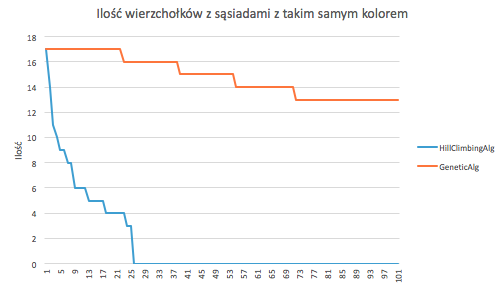 Ilość wierzchołków z sąsiadami z takim samym kolorem
18
16
14
12
10
8
6
4
2
0
Ilość
HillClimbingAlg
GeneticAlg
1 5 9 13 17 21 25 29 33 37 41 45 49 53 57 61 65 69 73 77 81 85 89 93 97 101